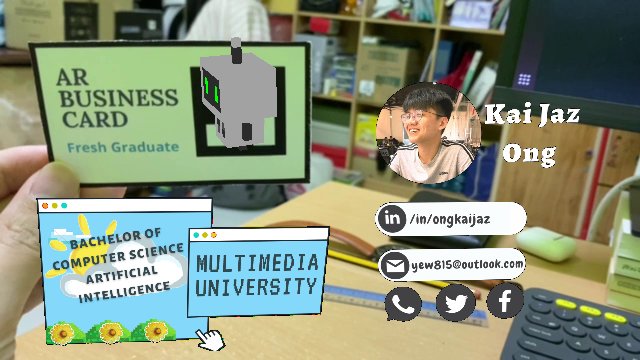 AR
BUSINESS
CARD
Fresh Graduate
Kai Jaz
Ong
in /in/ongkaijaz
yew815@outlook.com
BACHELOR OF
COMPUTER SCIENCE
ARTIFICIAL
INTELLIGENCE
MULTIMEDIA
UNIVERSITY